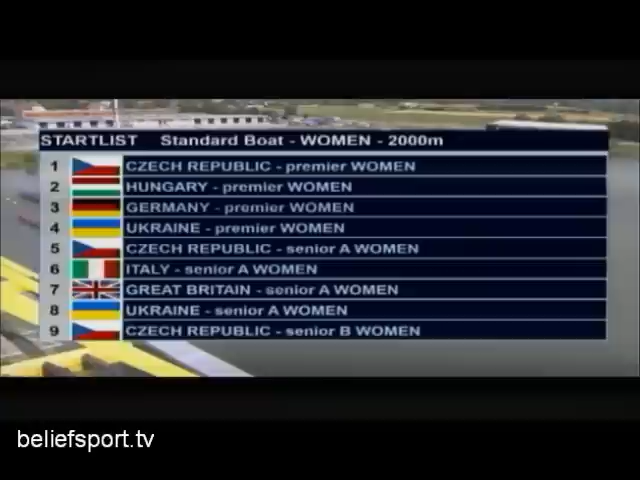 STARTLIST Standard Boat - WOMEN - 2000m
1 CZECH REPUBLIC - premier WOMEN
2 HUNGARY - premier WOMEN
3 GERMANY - premier WOMEN
4 UKRAINE - premier WOMEN
5 CZECH REPUBLIC - senior A WOMEN
6 ITALY - senior A WOMEN
7 GREAT BRITAIN - senior A WOMEN
8 UKRAINE - senior A WOMEN
9 CZECH REPUBLIC - senior B WOMEN
beliefsport.tv